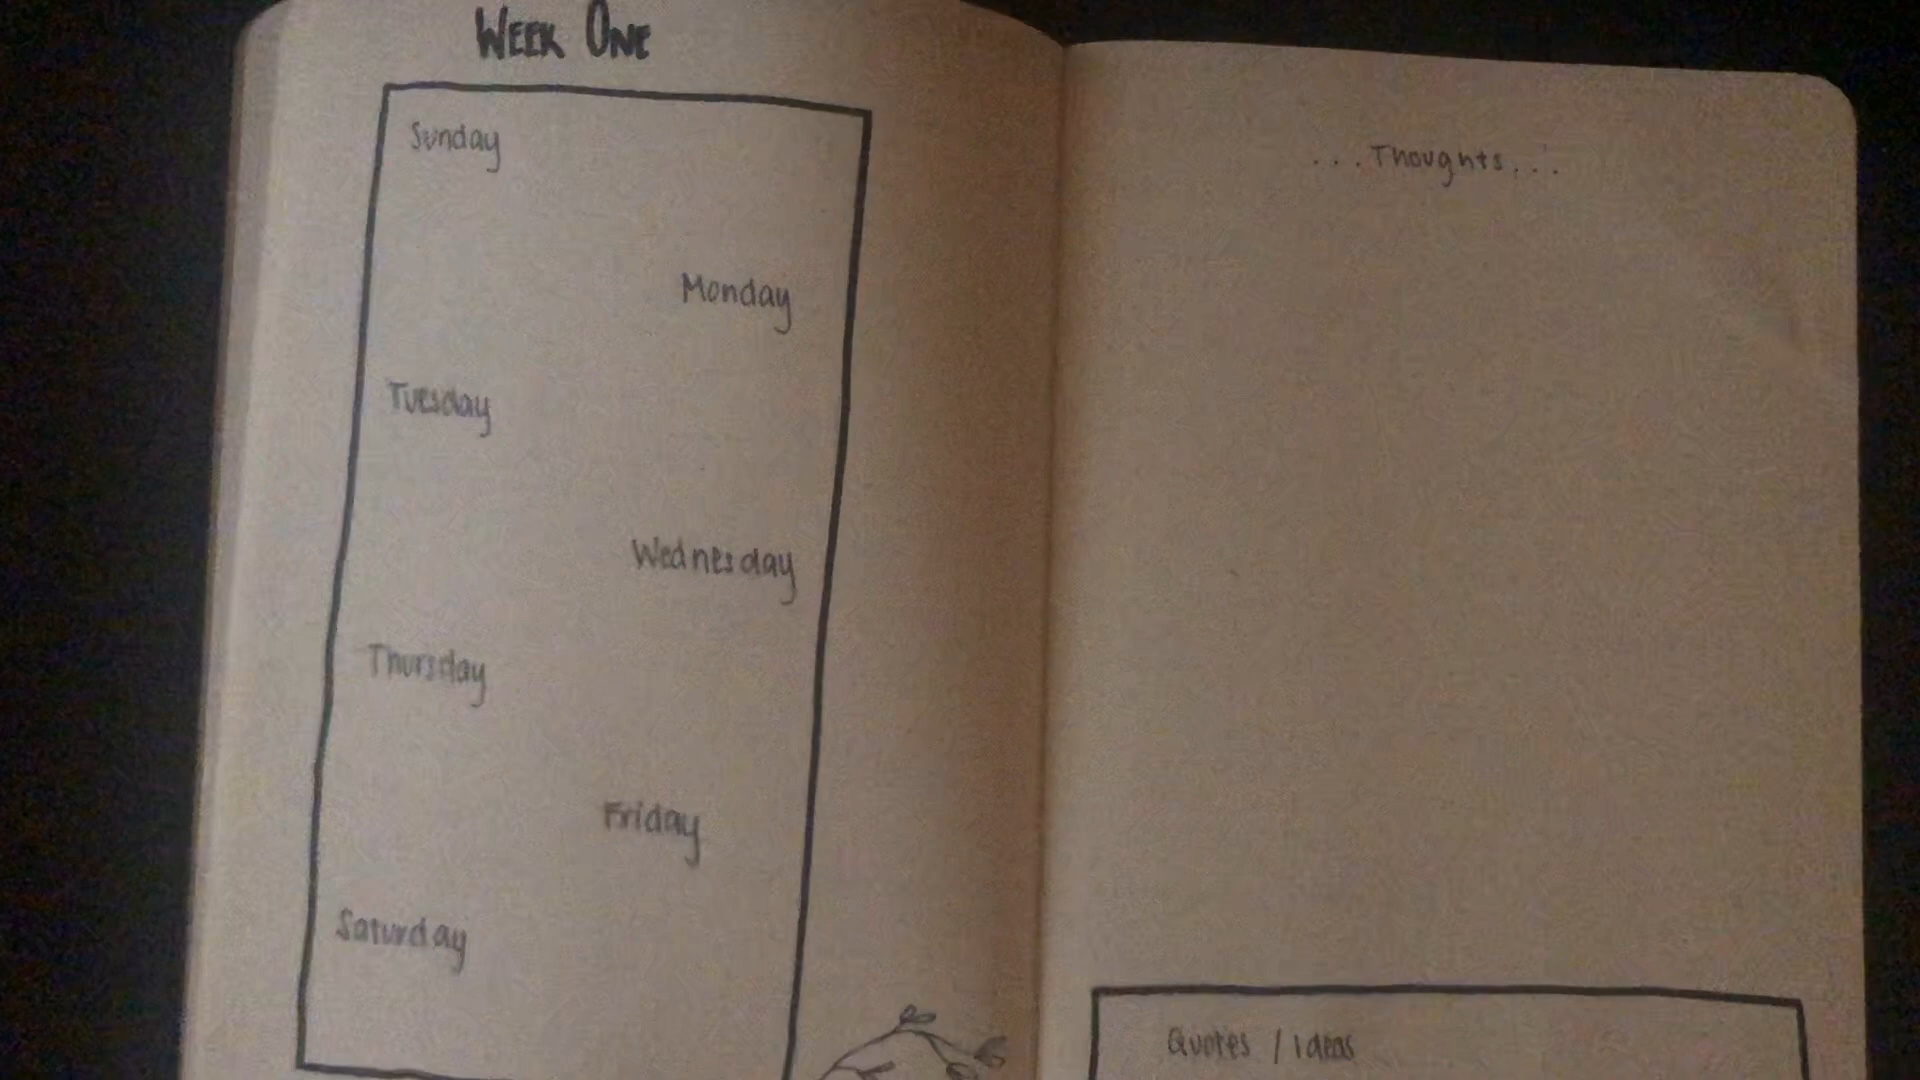 WEEK ONE
Sunday
Monday
Tuesday
Wednesday
Thursday
Friday
Saturday
...Thoughts...
Quotes / Ideas